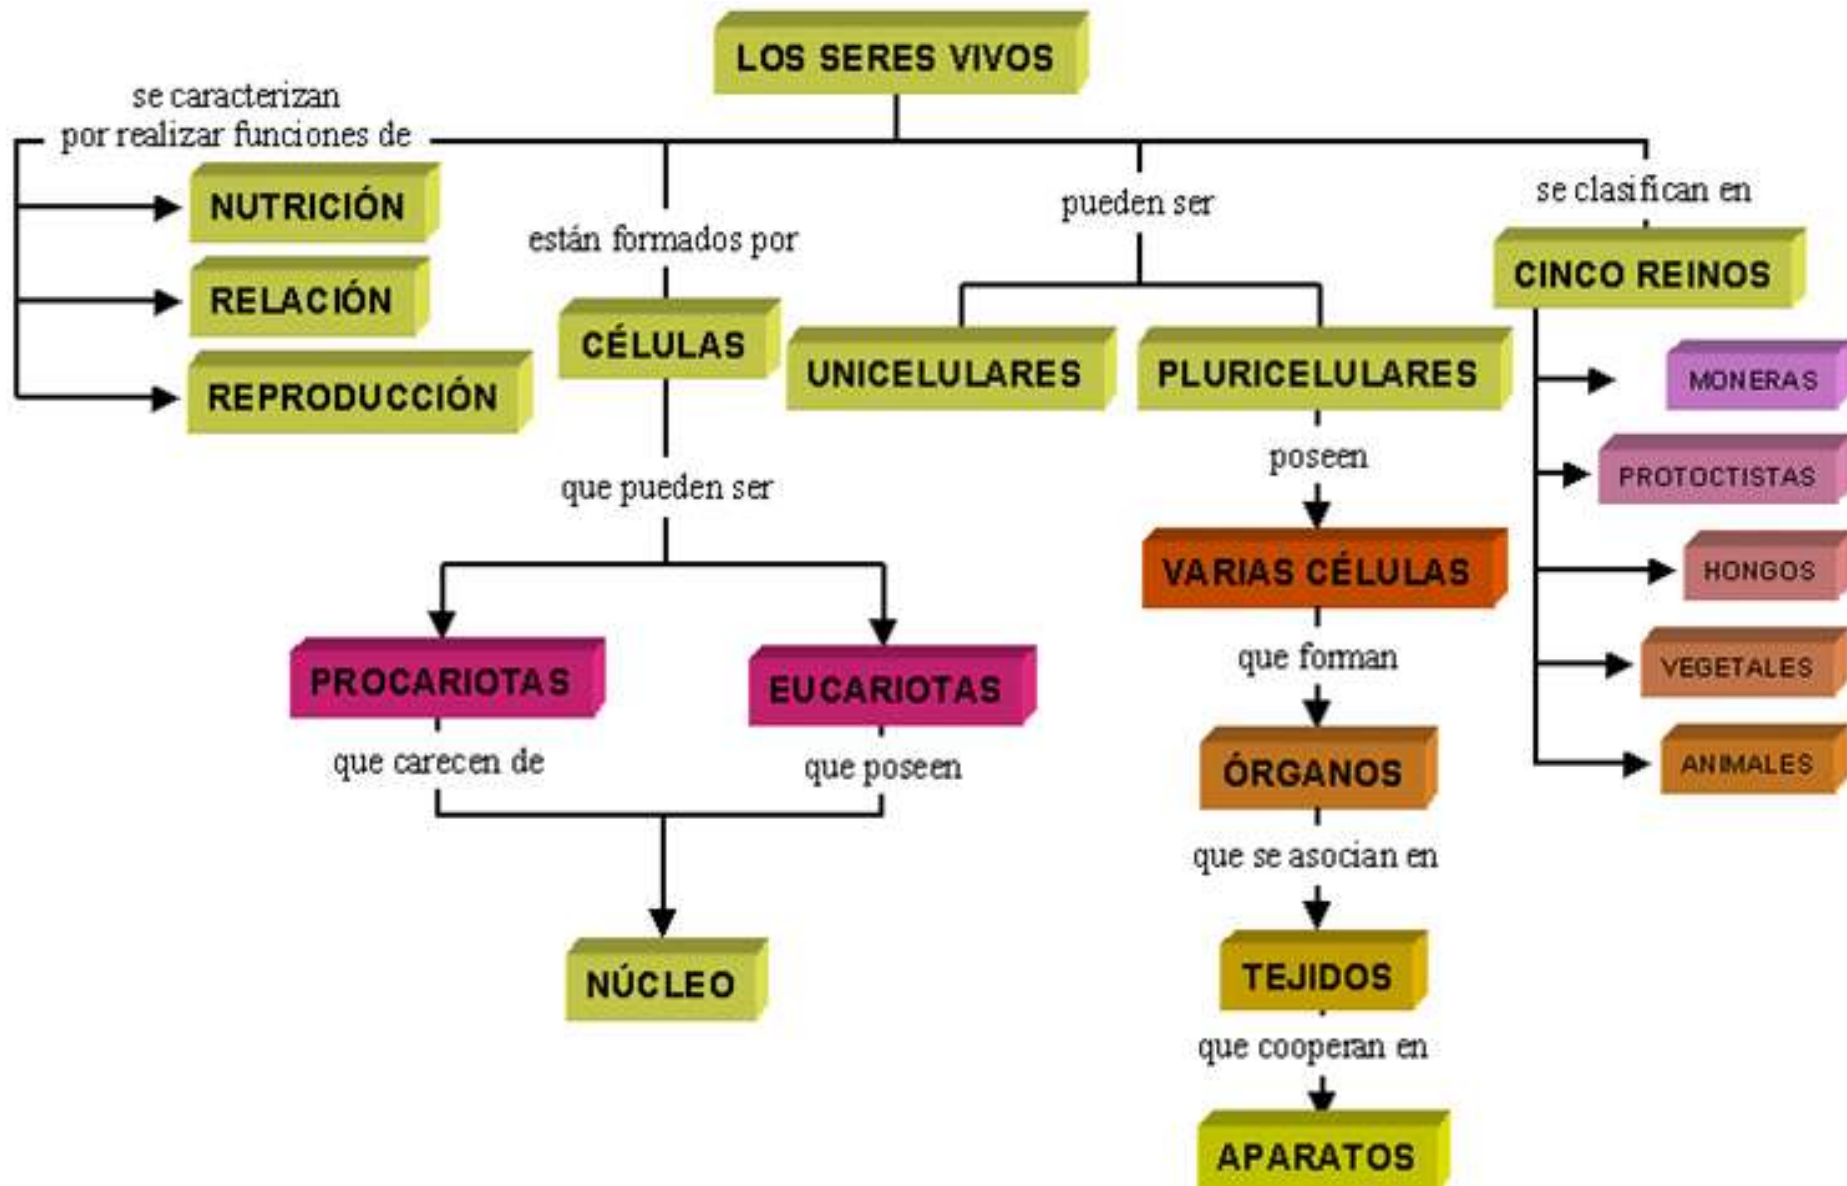 LOS SERES VIVOS
se caracterizan
por realizar funciones de
NUTRICIÓN
RELACIÓN
REPRODUCCIÓN
están formados por
CÉLULAS
que pueden ser
PROCARIOTAS
EUCARIOTAS
que carecen de
que poseen
NÚCLEO
pueden ser
UNICELULARES
PLURICELULARES
poseen
VARIAS CÉLULAS
que forman
ÓRGANOS
que se asocian en
TEJIDOS
que cooperan en
APARATOS
se clasifican en
CINCO REINOS
MONERAS
PROTOCTISTAS
HONGOS
VEGETALES
ANIMALES